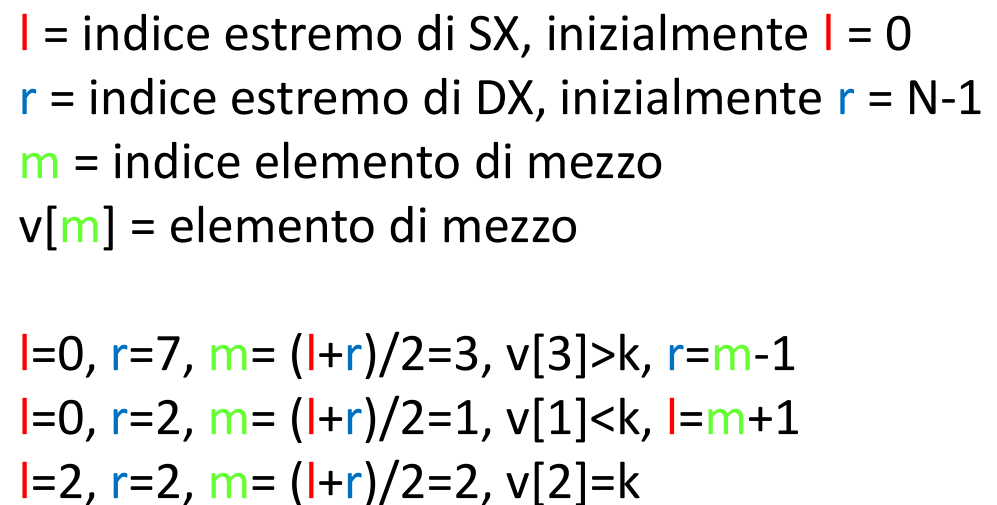 l = indice estremo di SX, inizialmente l = 0
r = indice estremo di DX, inizialmente r = N-1
m = indice elemento di mezzo
v[m] = elemento di mezzo
l=0, r=7, m= (l+r)/2=3, v[3]>k, r=m-1
l=0, r=2, m= (l+r)/2=1, v[1]<k, l=m+1
l=2, r=2, m= (l+r)/2=2, v[2]=k